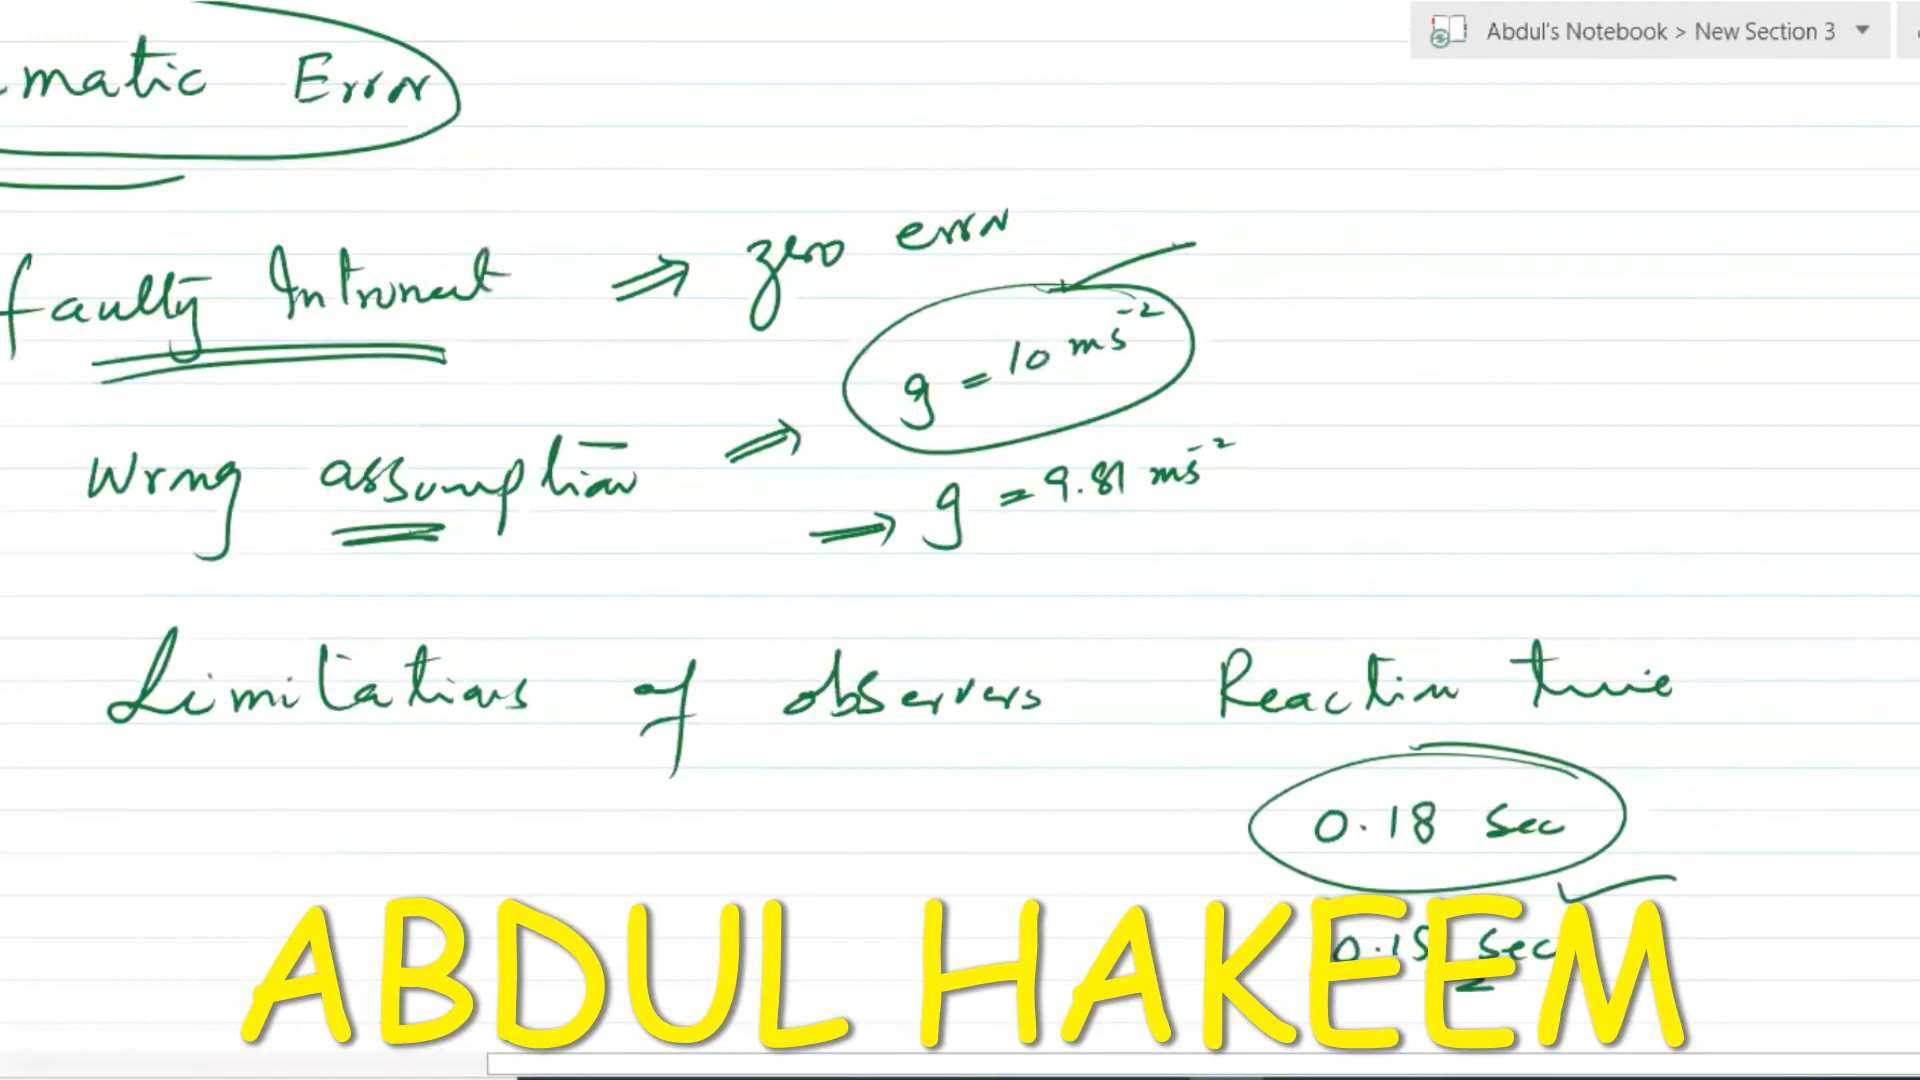 Abdul's Notebook > New Section 3
matic Error
faulty Intrument ⇒ zero error
g = 10 ms⁻²
Wrong assumption ⇒
⇒ g = 9.81 ms⁻²
Limitations of observers Reaction time
0.18 sec
0.15 sec
ABDUL HAKEEM